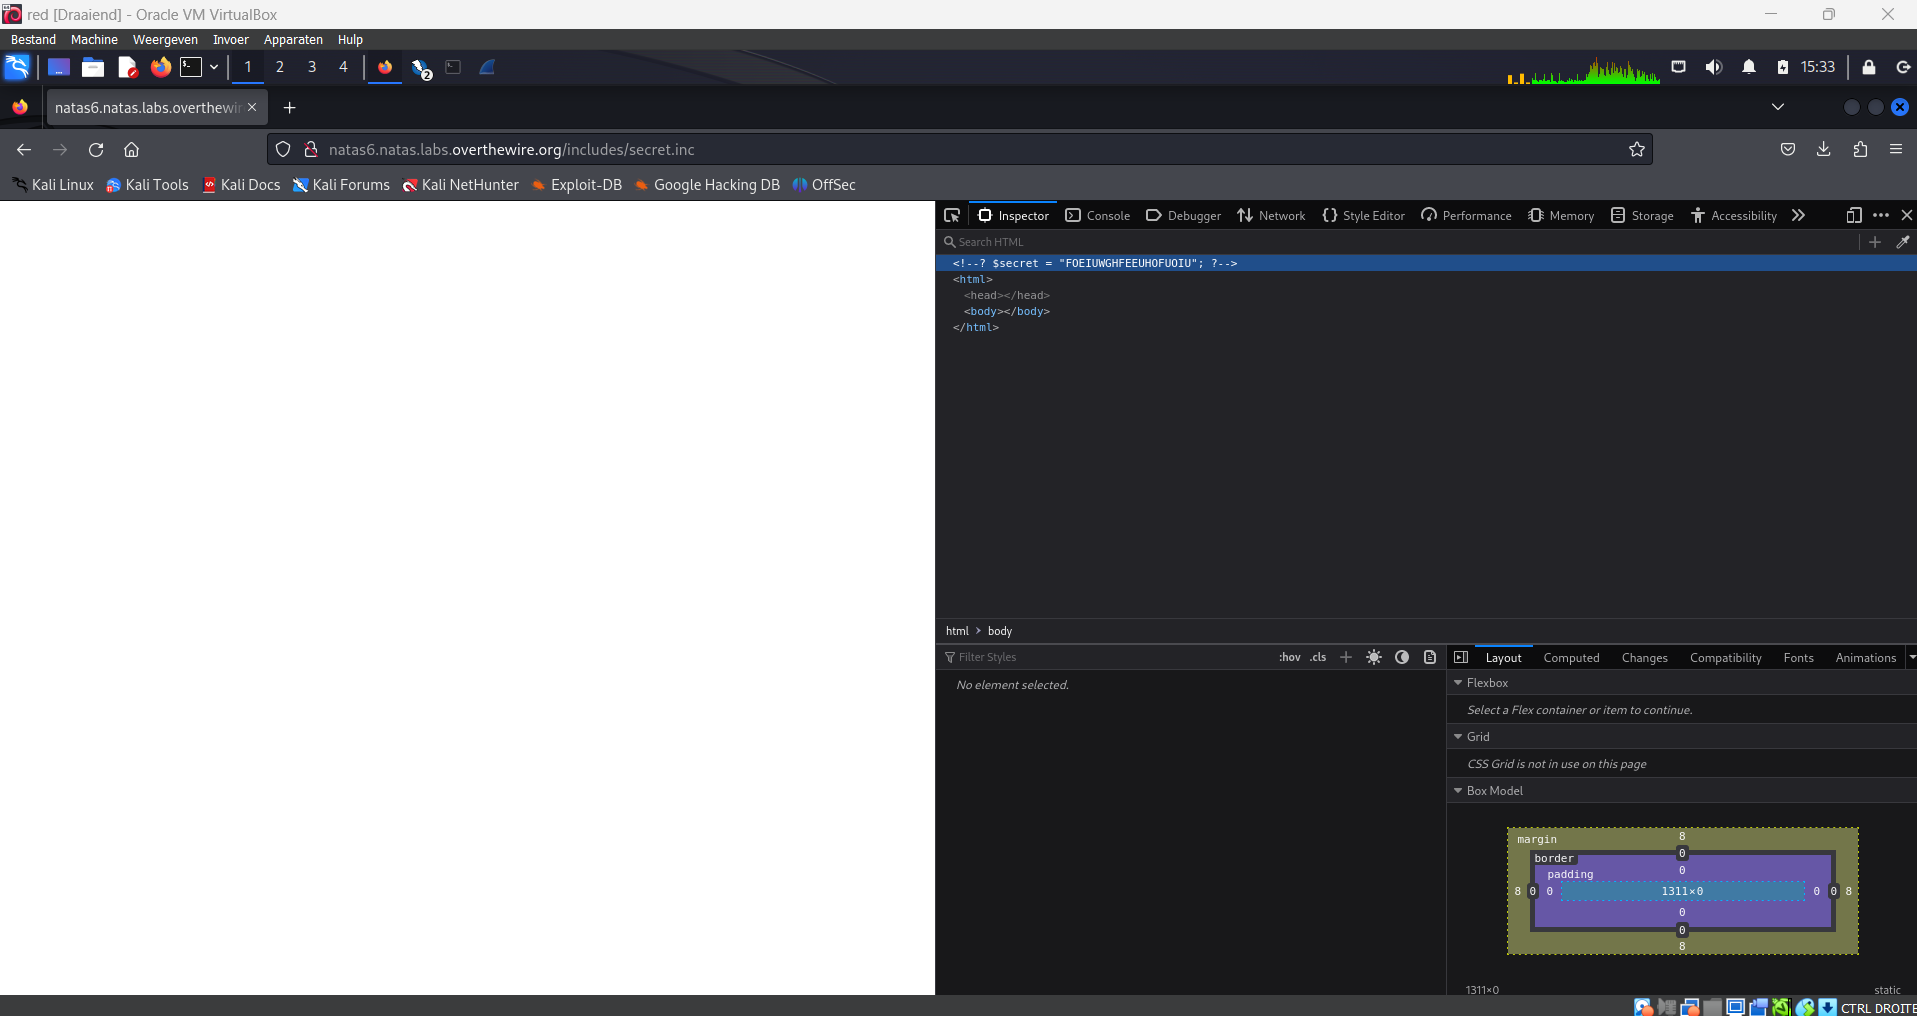 red [Draaiend] - Oracle VM VirtualBox
Bestand Machine Weergeven Invoer Apparaten Hulp
1 2 3 4 2 15:33
natas6.natas.labs.overthewir
natas6.natas.labs.overthewire.org/includes/secret.inc
Kali Linux Kali Tools Kali Docs Kali Forums Kali NetHunter Exploit-DB Google Hacking DB OffSec
Inspector Console Debugger Network Style Editor Performance Memory Storage Accessibility
Search HTML
<!--? $secret = "FOEIUWGHFEEUHOFUOIU"; ?-->
<html>
<head></head>
<body></body>
</html>
html > body
Filter Styles :hov .cls
Layout Computed Changes Compatibility Fonts Animations
No element selected.
Flexbox
Select a Flex container or item to continue.
Grid
CSS Grid is not in use on this page
Box Model
margin 8
border 0
padding 0
8 0 0 1311×0 0 0 8
0
0
8
1311×0 static
CTRL DROITE